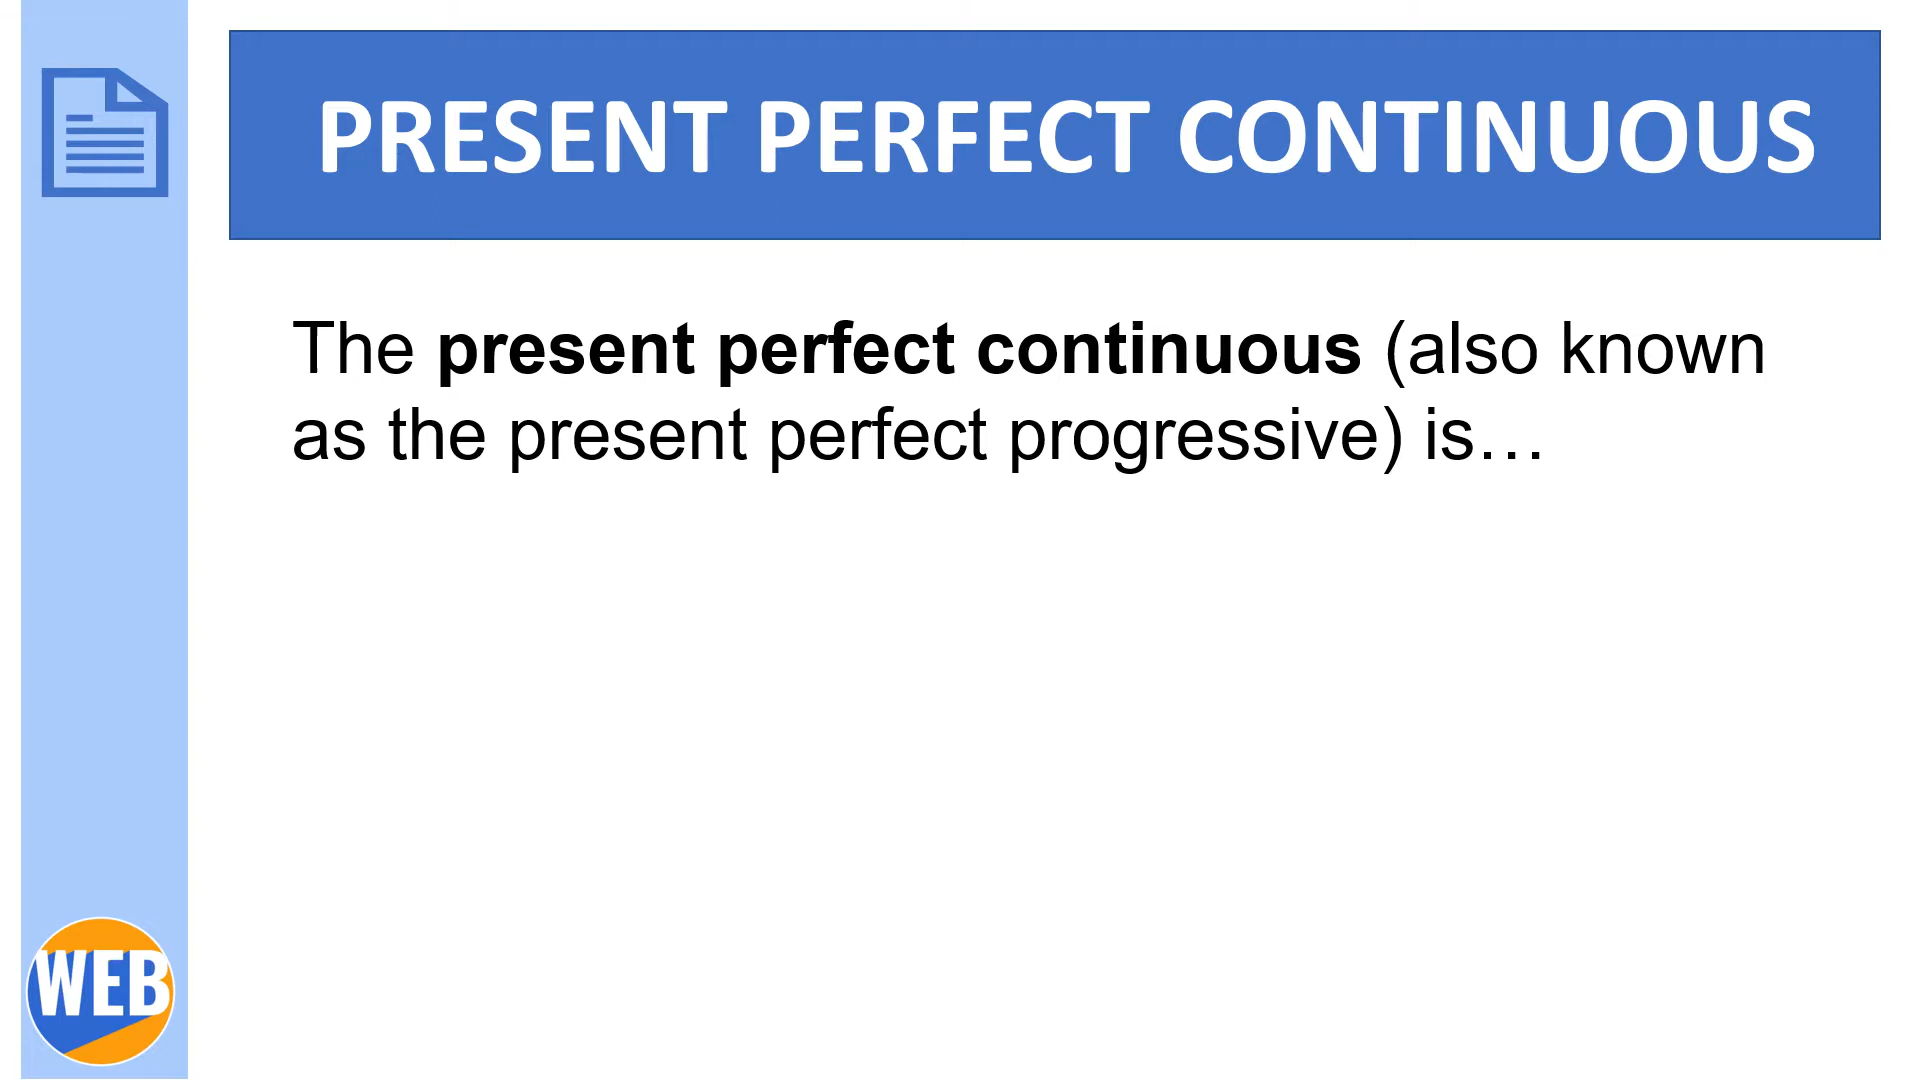 PRESENT PERFECT CONTINUOUS
The present perfect continuous (also known
as the present perfect progressive) is…
WEB